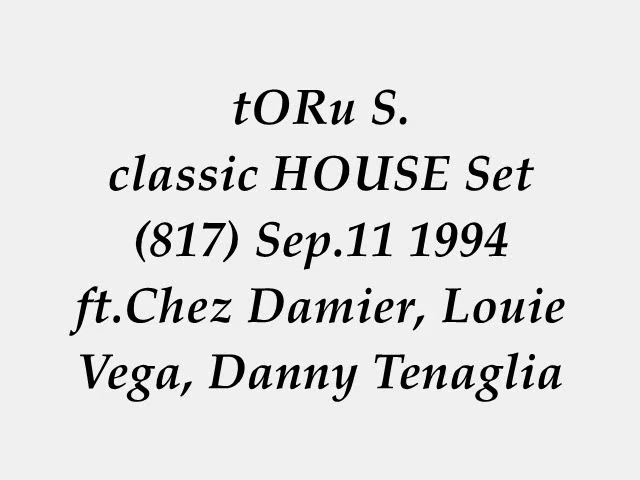 tORu S.
classic HOUSE Set
(817) Sep.11 1994
ft.Chez Damier, Louie
Vega, Danny Tenaglia